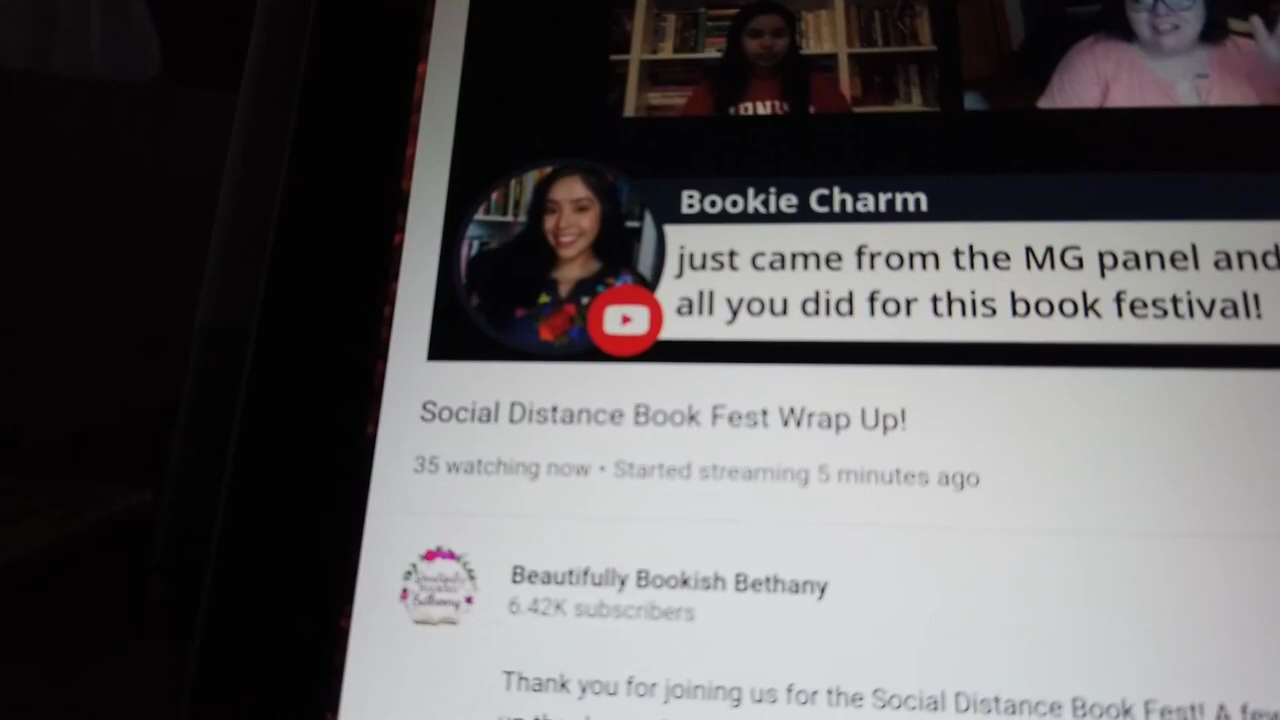 Bookie Charm
just came from the MG panel and
all you did for this book festival!
Social Distance Book Fest Wrap Up!
35 watching now • Started streaming 5 minutes ago
Beautifully Bookish Bethany
6.42K subscribers
Thank you for joining us for the Social Distance Book Fest! A few